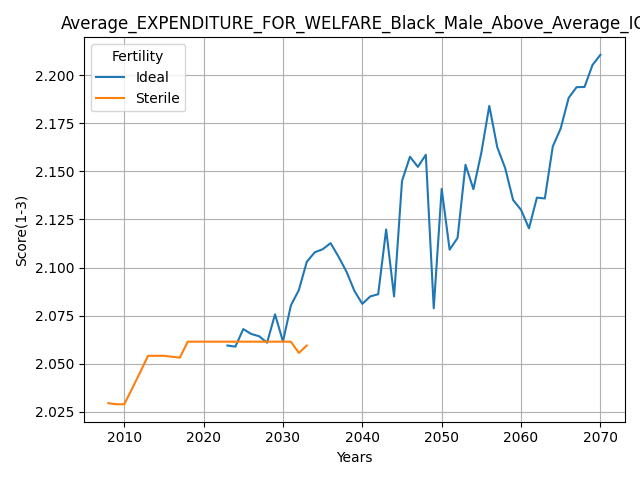 Average_EXPENDITURE_FOR_WELFARE_Black_Male_Above_Average_IQ
Fertility
Ideal
Sterile
Score(1-3)
2.200
2.175
2.150
2.125
2.100
2.075
2.050
2.025
2010 2020 2030 2040 2050 2060 2070
Years